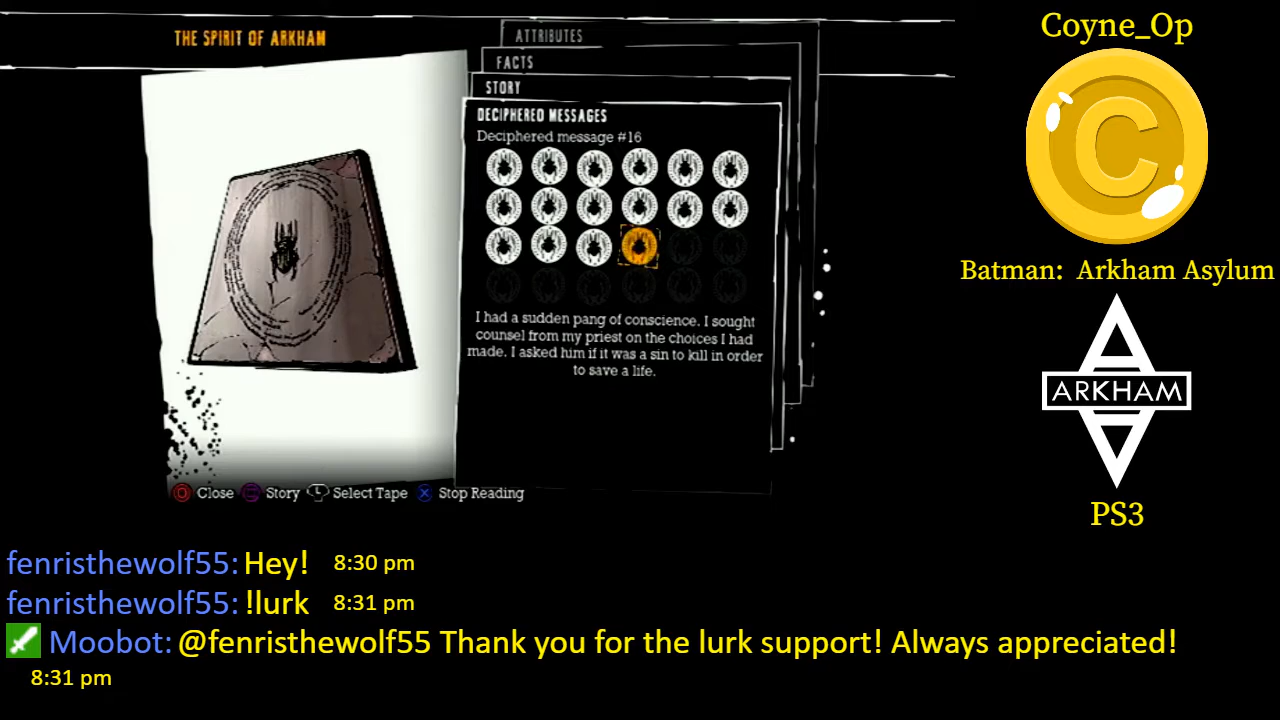 THE SPIRIT OF ARKHAM
ATTRIBUTES
FACTS
STORY
DECIPHERED MESSAGES
Deciphered message #16
I had a sudden pang of conscience. I sought
counsel from my priest on the choices I had
made. I asked him if it was a sin to kill in order
to save a life.
Close Story L Select Tape X Stop Reading
Coyne_Op
C
Batman: Arkham Asylum
ARKHAM
PS3
fenristhewolf55: Hey! 8:30 pm
fenristhewolf55: !lurk 8:31 pm
Moobot: @fenristhewolf55 Thank you for the lurk support! Always appreciated!
8:31 pm